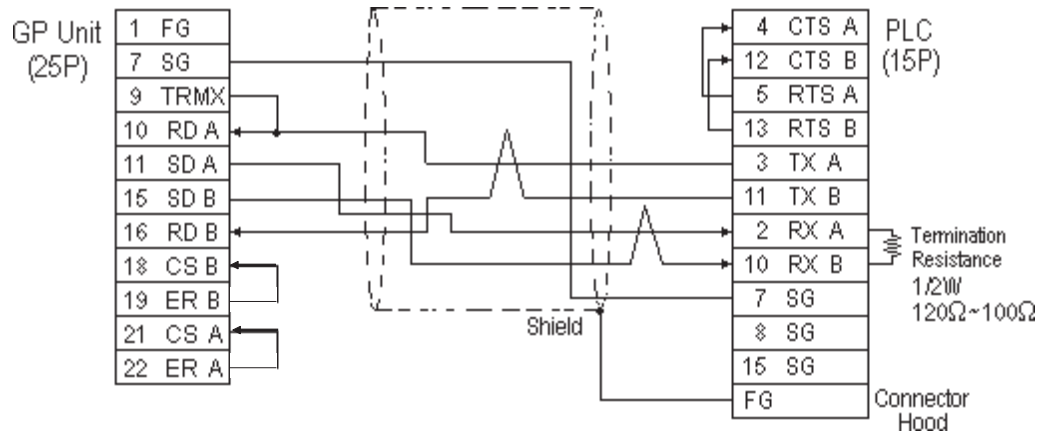 GP Unit
(25P)
1 FG
7 SG
9 TRMX
10 RD A
11 SD A
15 SD B
16 RD B
18 CS B
19 ER B
21 CS A
22 ER A
Shield
4 CTS A
12 CTS B
5 RTS A
13 RTS B
3 TX A
11 TX B
2 RX A
10 RX B
7 SG
8 SG
15 SG
FG
PLC
(15P)
Termination
Resistance
1/2W
120Ω~100Ω
Connector
Hood